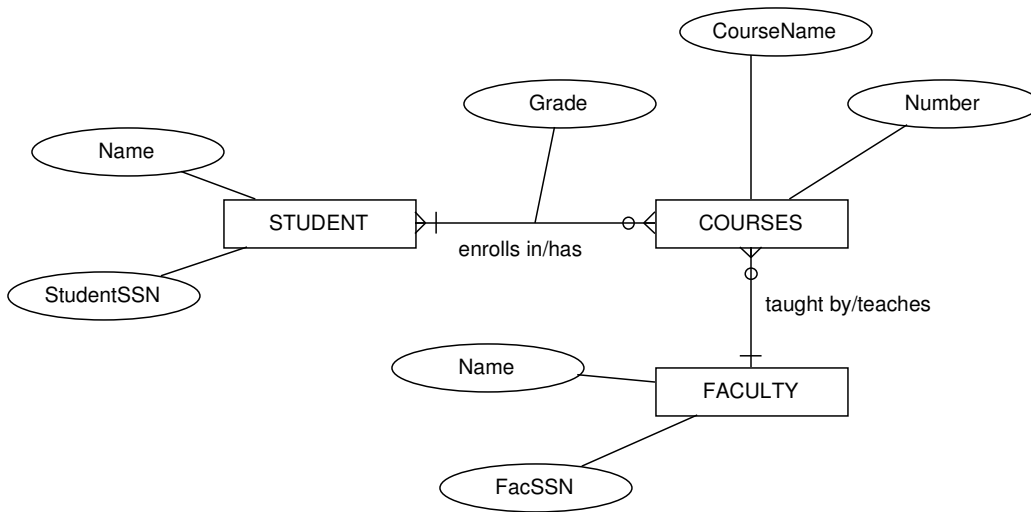 CourseName
Grade
Number
Name
STUDENT
COURSES
enrolls in/has
StudentSSN
taught by/teaches
Name
FACULTY
FacSSN